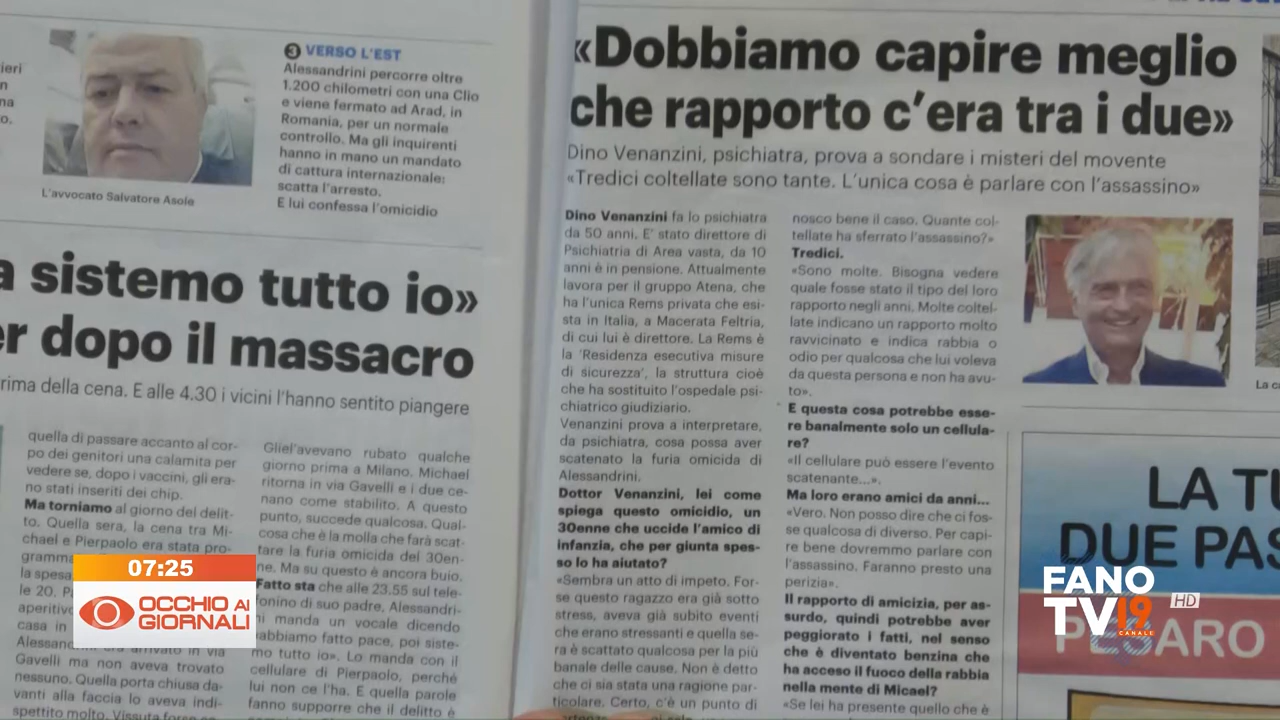 ieri
n
na
o.
L'avvocato Salvatore Asole
3 VERSO L'EST
Alessandrini percorre oltre
1.200 chilometri con una Clio
e viene fermato ad Arad, in
Romania, per un normale
controllo. Ma gli inquirenti
hanno in mano un mandato
di cattura internazionale:
scatta l'arresto.
E lui confessa l'omicidio
a sistemo tutto io»
er dopo il massacro
rima della cena. E alle 4.30 i vicini l'hanno sentito piangere
quella di passare accanto al cor-
po dei genitori una calamita per
vedere se, dopo i vaccini, gli era-
no stati inseriti dei chip.
Ma torniamo al giorno del delit-
to. Quella sera, la cena tra Mi-
chael e Pierpaolo era stata pro-
gramma
la spesa
le 20. P
aperitivo
casa in
Alessandrini era arrivato in via
Gavelli ma non aveva trovato
nessuno. Quella porta chiusa da-
vanti alla faccia lo aveva indi-
spettito molto. Vissuta forse
Gliel'avevano rubato qualche
giorno prima a Milano. Michael
ritorna in via Gavelli e i due ce-
nano come stabilito. A questo
punto, succede qualcosa. Qual-
cosa che è la molla che farà scat-
tare la furia omicida del 30en-
ne. Ma su questo è ancora buio.
Fatto sta che alle 23.55 sul tele-
fonino di suo padre, Alessandri-
ni manda un vocale dicendo
«abbiamo fatto pace, poi siste-
mo tutto io». Lo manda con il
cellulare di Pierpaolo, perché
lui non ce l'ha. E quella parole
fanno supporre che il delitto è
«Dobbiamo capire meglio
che rapporto c'era tra i due»
Dino Venanzini, psichiatra, prova a sondare i misteri del movente
«Tredici coltellate sono tante. L'unica cosa è parlare con l'assassino»
Dino Venanzini fa lo psichiatra
da 50 anni. E' stato direttore di
Psichiatria di Area vasta, da 10
anni è in pensione. Attualmente
lavora per il gruppo Atena, che
ha l'unica Rems privata che esi-
sta in Italia, a Macerata Feltria,
di cui lui è direttore. La Rems è
la 'Residenza esecutiva misure
di sicurezza', la struttura cioè
che ha sostituito l'ospedale psi-
chiatrico giudiziario.
Venanzini prova a interpretare,
da psichiatra, cosa possa aver
scatenato la furia omicida di
Alessandrini.
Dottor Venanzini, lei come
spiega questo omicidio, un
30enne che uccide l'amico di
infanzia, che per giunta spes-
so lo ha aiutato?
«Sembra un atto di impeto. For-
se questo ragazzo era già sotto
stress, aveva già subito eventi
che erano stressanti e quella se-
ra è scattato qualcosa per la più
banale delle cause. Non è detto
che ci sia stata una ragione par-
ticolare. Certo, c'è un punto di
nosco bene il caso. Quante col-
tellate ha sferrato l'assassino?»
Tredici.
«Sono molte. Bisogna vedere
quale fosse stato il tipo del loro
rapporto negli anni. Molte coltel-
late indicano un rapporto molto
ravvicinato e indica rabbia o
odio per qualcosa che lui voleva
da questa persona e non ha avu-
to».
E questa cosa potrebbe esse-
re banalmente solo un cellula-
re?
«Il cellulare può essere l'evento
scatenante...».
Ma loro erano amici da anni...
«Vero. Non posso dire che ci fos-
se qualcosa di diverso. Per capi-
re bene dovremmo parlare con
l'assassino. Faranno presto una
perizia».
Il rapporto di amicizia, per as-
surdo, quindi potrebbe aver
peggiorato i fatti, nel senso
che è diventato benzina che
ha acceso il fuoco della rabbia
nella mente di Micael?
«Se lei ha presente quello che è
La ca
LA TU
DUE PAS
PESARO
07:25
OCCHIO AI
GIORNALI
FANO
TV19 HD
CANALE